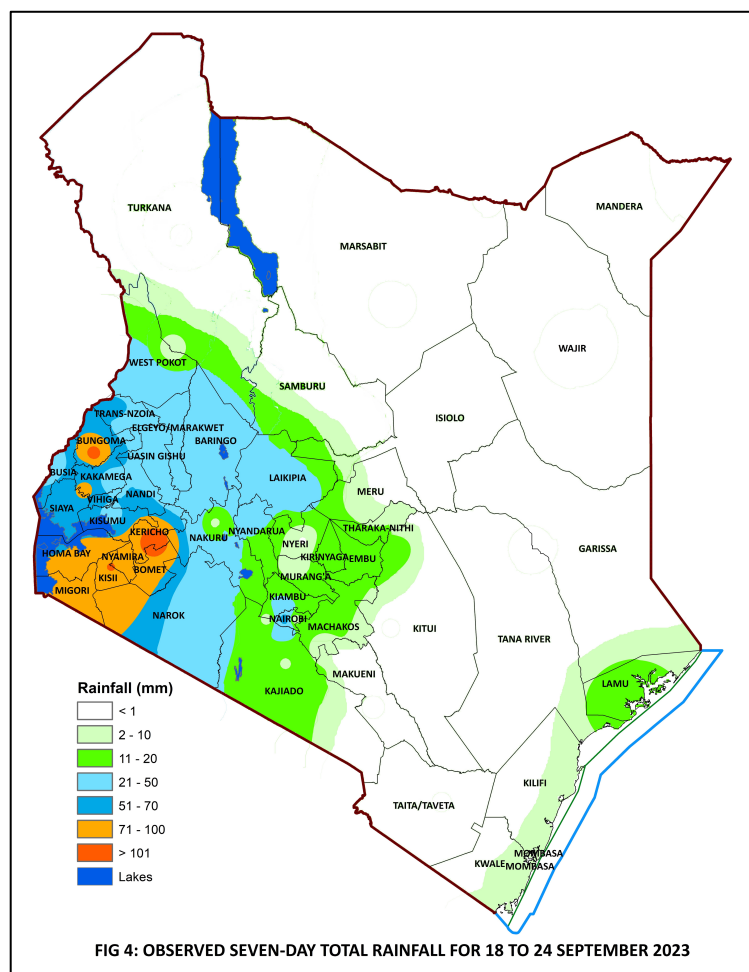 TURKANA
MANDERA
MARSABIT
WAJIR
WEST POKOT
SAMBURU
ISIOLO
TRANS-NZOIA
ELGEYO/MARAKWET
BUNGOMA
BARINGO
UASIN GISHU
BUSIA
KAKAMEGA
LAIKIPIA
NANDI
MERU
VIHIGA
SIAYA
KISUMU
THARAKA-NITHI
KERICHO
NYANDARUA
NAKURU
NYERI
GARISSA
HOMA BAY
NYAMIRA
KIRINYAGA
EMBU
BOMET
KISII
MURANG'A
MIGORI
KIAMBU
NAROK
NAIROBI
MACHAKOS
KITUI
TANA RIVER
MAKUENI
LAMU
KAJIADO
KILIFI
TAITA/TAVETA
MOMBASA
KWALE
MOMBASA
Rainfall (mm)
< 1
2 - 10
11 - 20
21 - 50
51 - 70
71 - 100
> 101
Lakes
FIG 4: OBSERVED SEVEN-DAY TOTAL RAINFALL FOR 18 TO 24 SEPTEMBER 2023